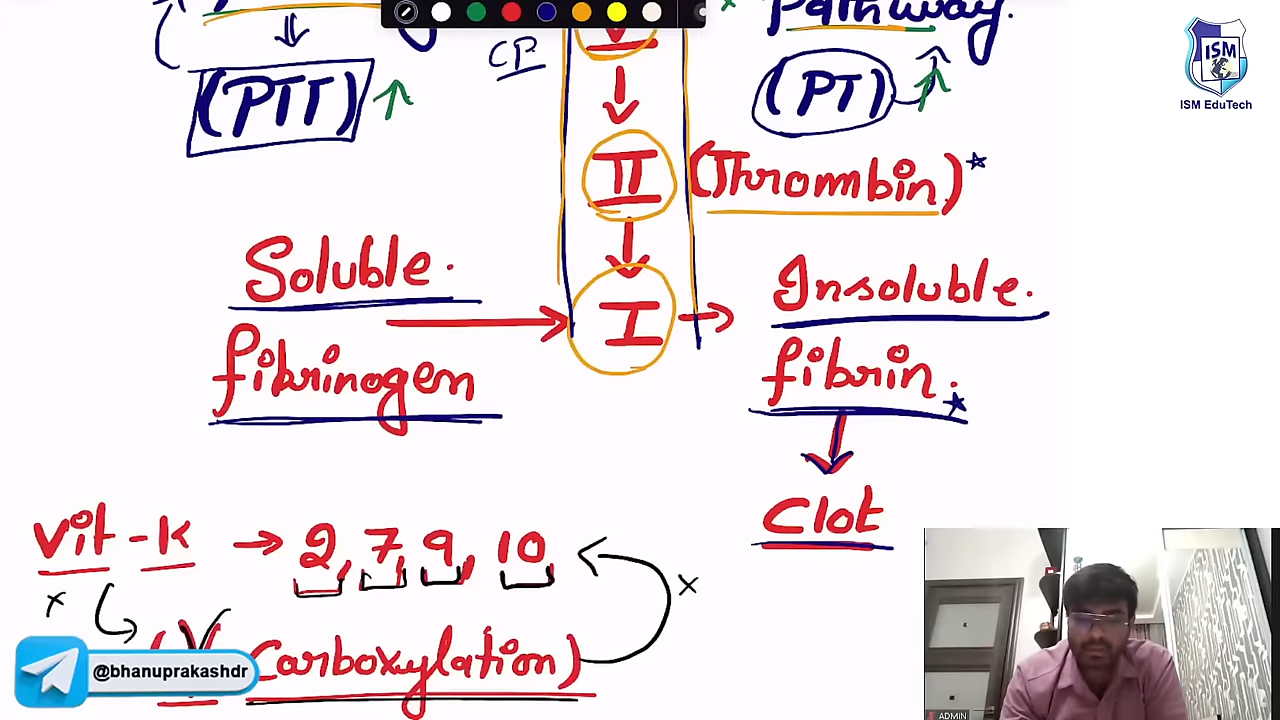 Pathway.
CP
(PTT) ↑
(PT) ↑
ISM
ISM EduTech
II (Thrombin)*
Soluble.
Insoluble.
I
fibrinogen
fibrin.
Clot
Vit-K → 2, 7, 9, 10
x
x
Carboxylation)
@bhanuprakashdr
ADMIN